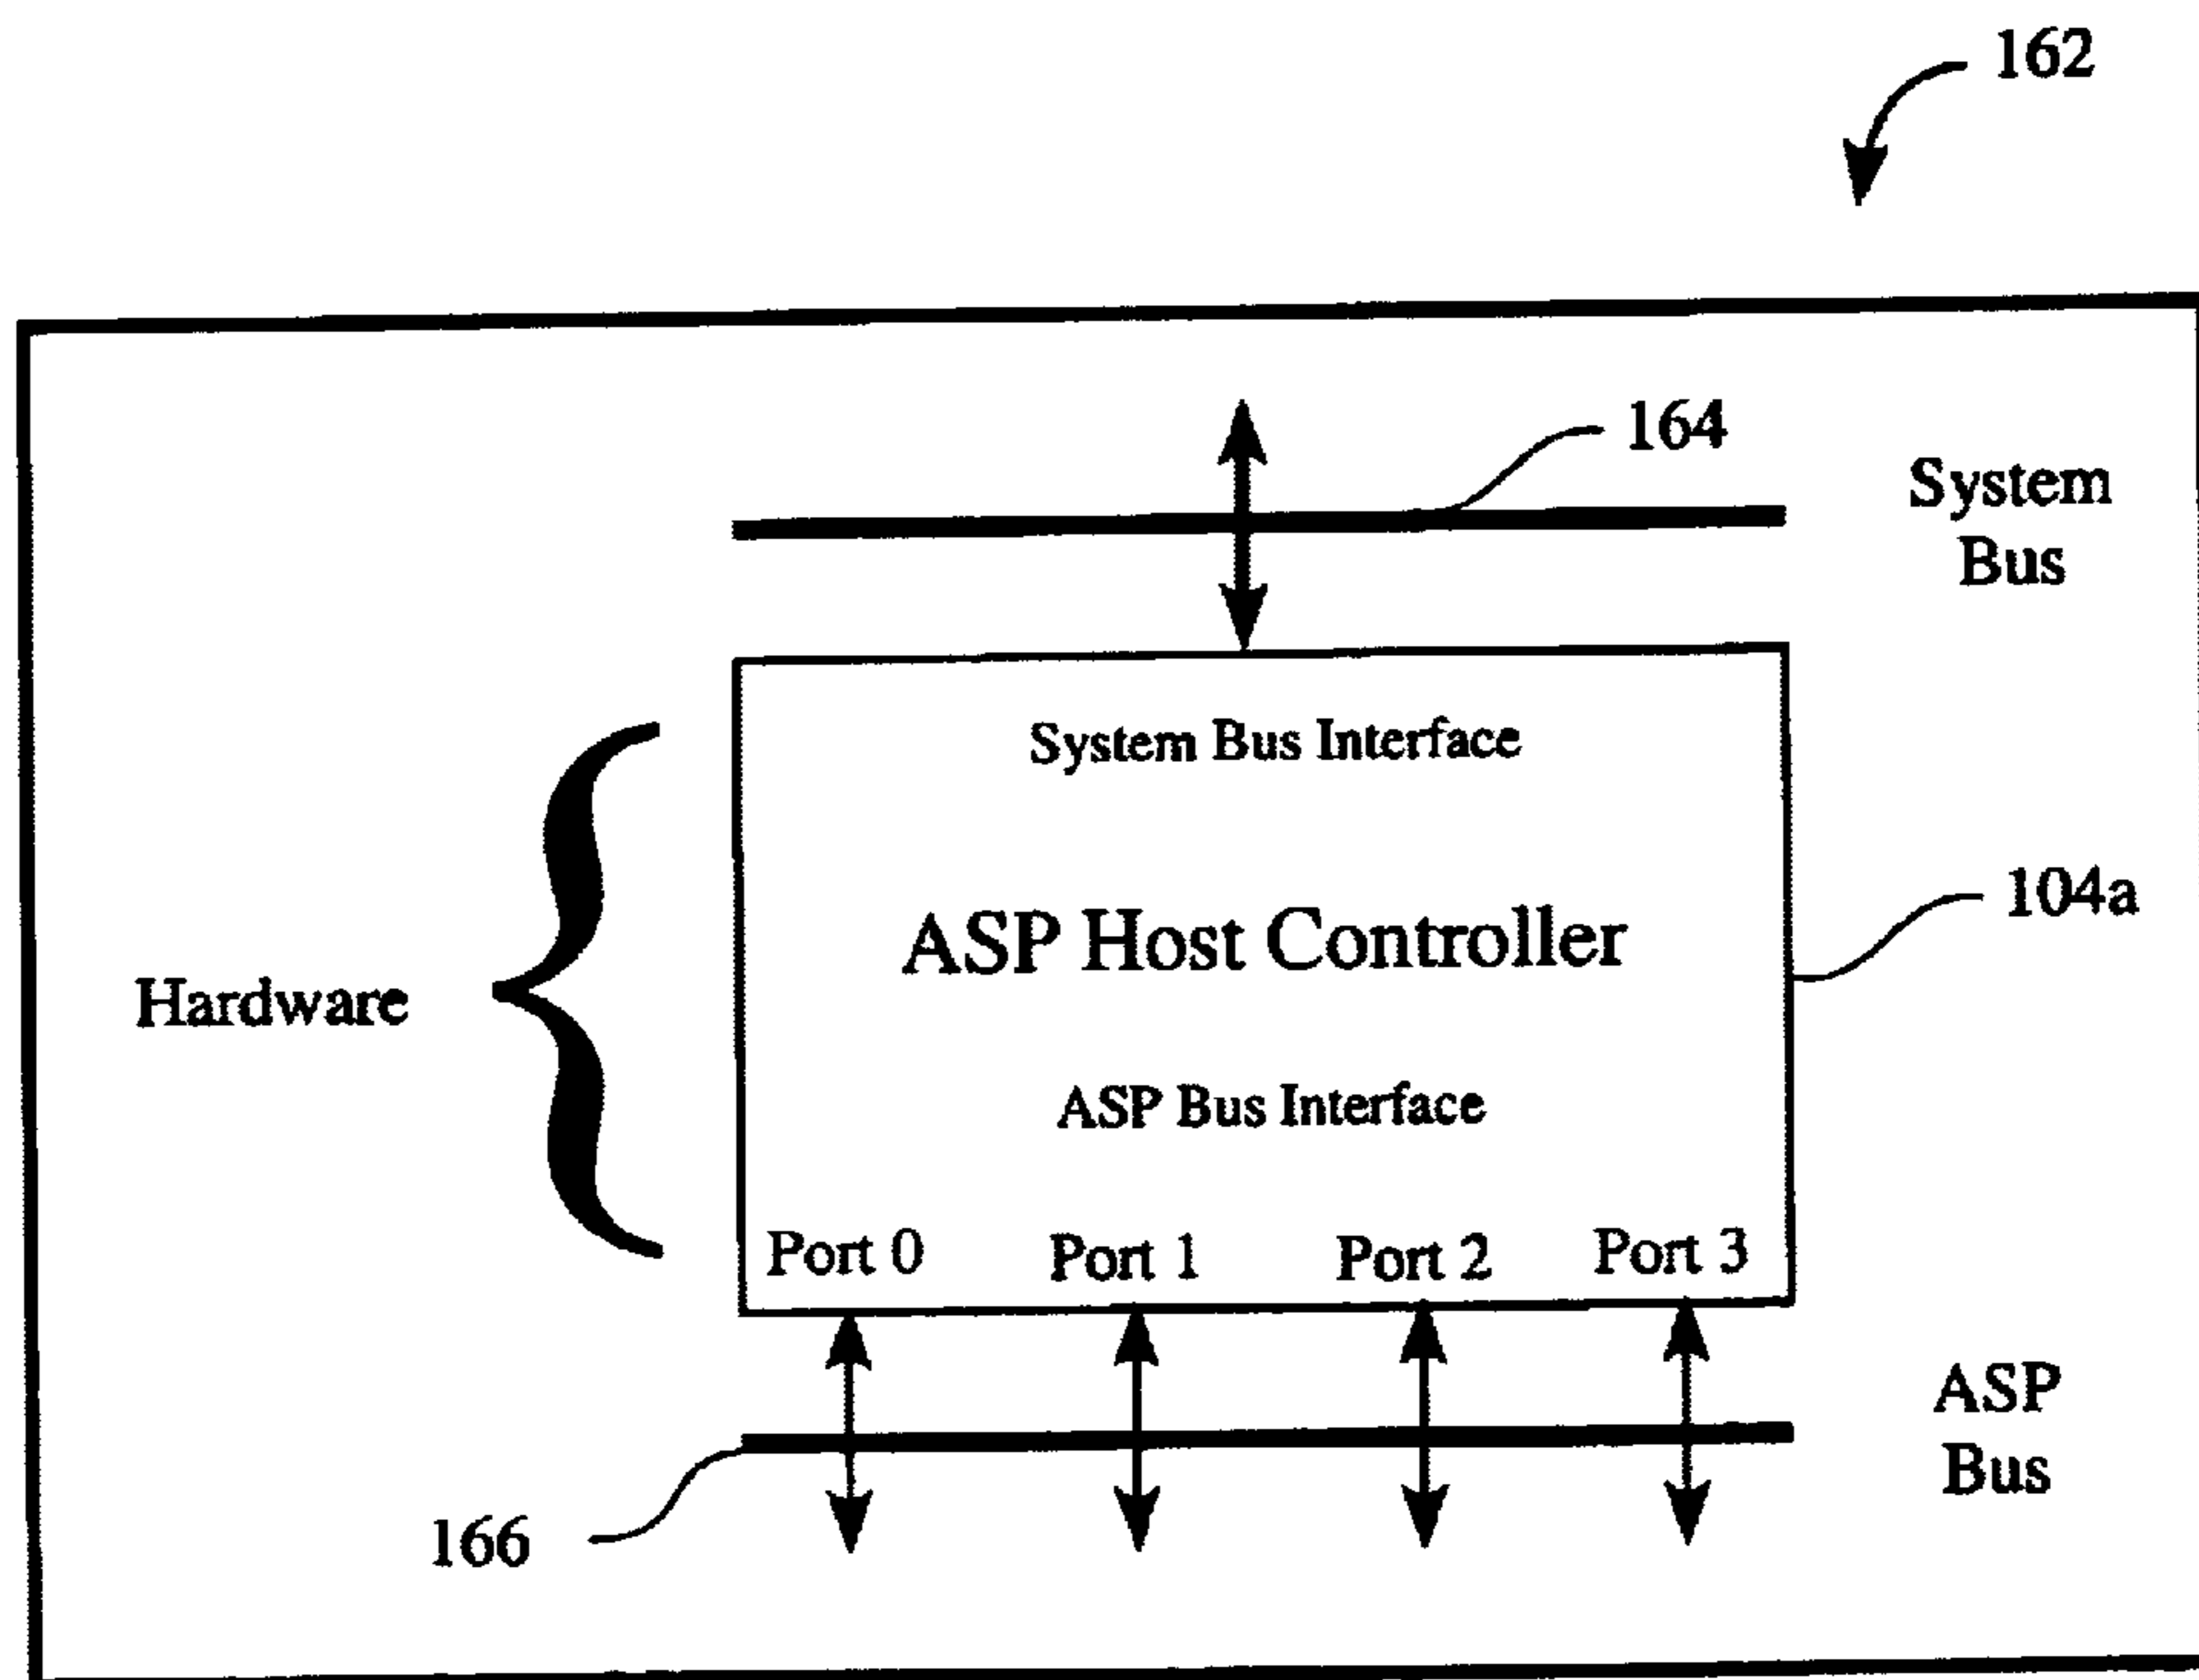 162
164
System
Bus
System Bus Interface
104a
ASP Host Controller
Hardware
ASP Bus Interface
Port 0 Port 1 Port 2 Port 3
ASP
Bus
166